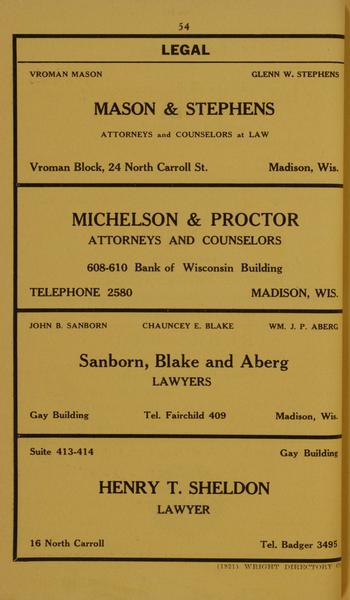 54
LEGAL
VROMAN MASON GLENN W. STEPHENS
MASON & STEPHENS
ATTORNEYS and COUNSELORS at LAW
Vroman Block, 24 North Carroll St. Madison, Wis.
MICHELSON & PROCTOR
ATTORNEYS AND COUNSELORS
608-610 Bank of Wisconsin Building
TELEPHONE 2580 MADISON, WIS.
JOHN B. SANBORN CHAUNCEY E. BLAKE WM. J. P. ABERG
Sanborn, Blake and Aberg
LAWYERS
Gay Building Tel. Fairchild 409 Madison, Wis.
Suite 413-414 Gay Building
HENRY T. SHELDON
LAWYER
16 North Carroll Tel. Badger 3495
(1921) WRIGHT DIRECTORY C